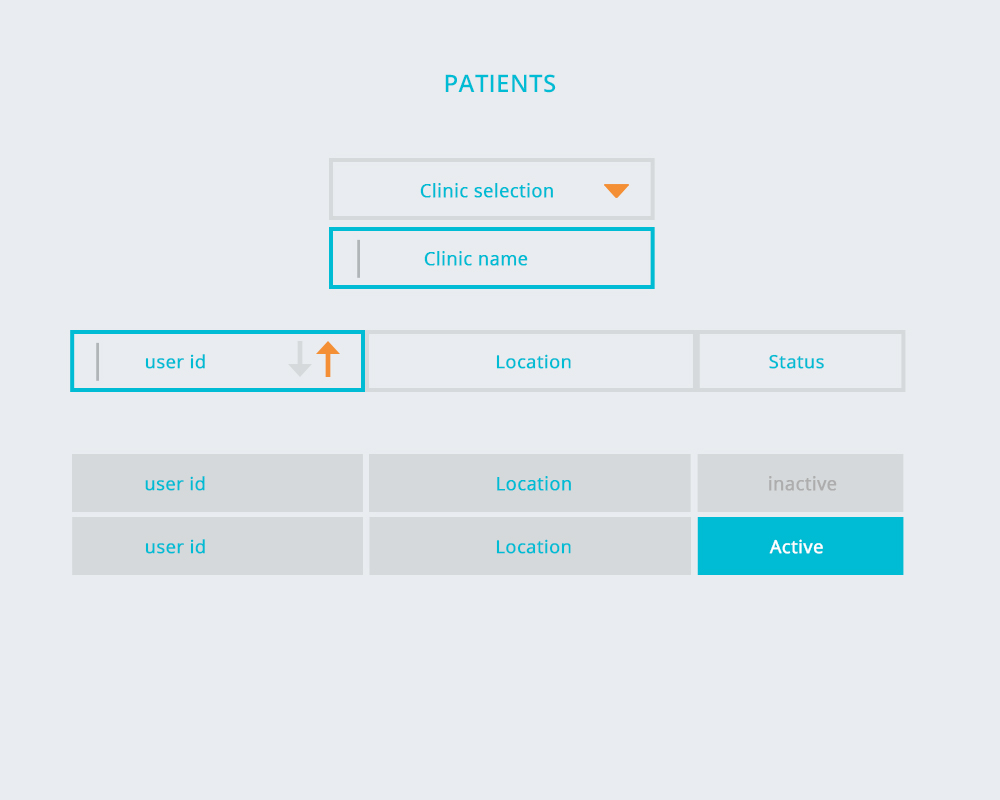 PATIENTS
Clinic selection
Clinic name
user id Location Status
user id Location inactive
user id Location Active